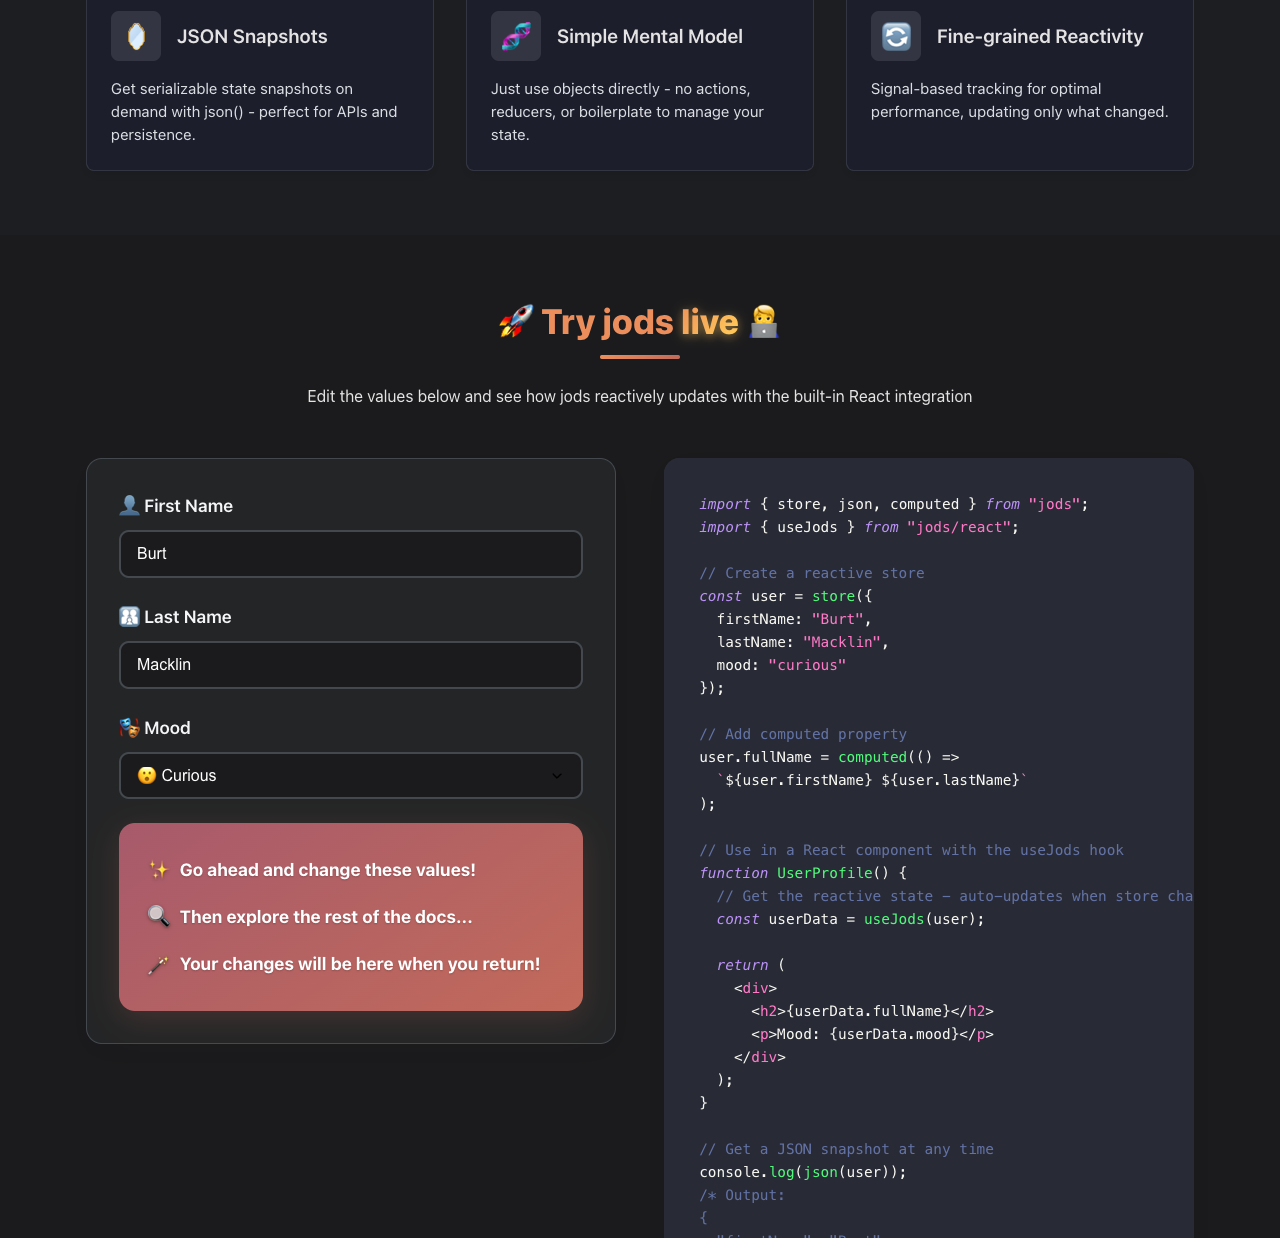 JSON Snapshots
Get serializable state snapshots on
demand with json() - perfect for APIs and
persistence.
Simple Mental Model
Just use objects directly - no actions,
reducers, or boilerplate to manage your
state.
Fine-grained Reactivity
Signal-based tracking for optimal
performance, updating only what changed.
🚀 Try jods live 🧑‍💻
Edit the values below and see how jods reactively updates with the built-in React integration
👤 First Name
Burt
👪 Last Name
Macklin
🎭 Mood
😮 Curious
✨ Go ahead and change these values!
🔍 Then explore the rest of the docs...
🪄 Your changes will be here when you return!
import { store, json, computed } from "jods";
import { useJods } from "jods/react";
// Create a reactive store
const user = store({
  firstName: "Burt",
  lastName: "Macklin",
  mood: "curious"
});
// Add computed property
user.fullName = computed(() =>
  `${user.firstName} ${user.lastName}`
);
// Use in a React component with the useJods hook
function UserProfile() {
  // Get the reactive state – auto-updates when store cha
  const userData = useJods(user);
  return (
    <div>
      <h2>{userData.fullName}</h2>
      <p>Mood: {userData.mood}</p>
    </div>
  );
}
// Get a JSON snapshot at any time
console.log(json(user));
/* Output:
{
  "firstName": "Burt",